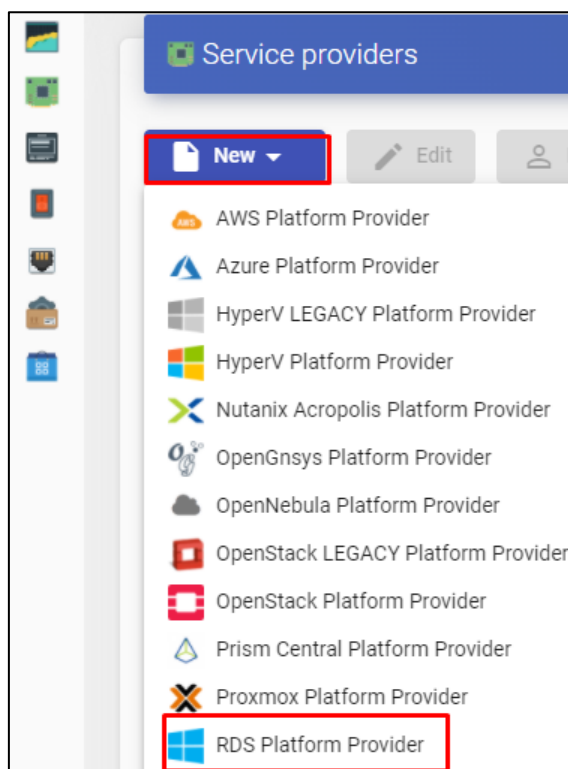 Service providers
New
Edit
AWS Platform Provider
Azure Platform Provider
HyperV LEGACY Platform Provider
HyperV Platform Provider
Nutanix Acropolis Platform Provider
OpenGnsys Platform Provider
OpenNebula Platform Provider
OpenStack LEGACY Platform Provider
OpenStack Platform Provider
Prism Central Platform Provider
Proxmox Platform Provider
RDS Platform Provider